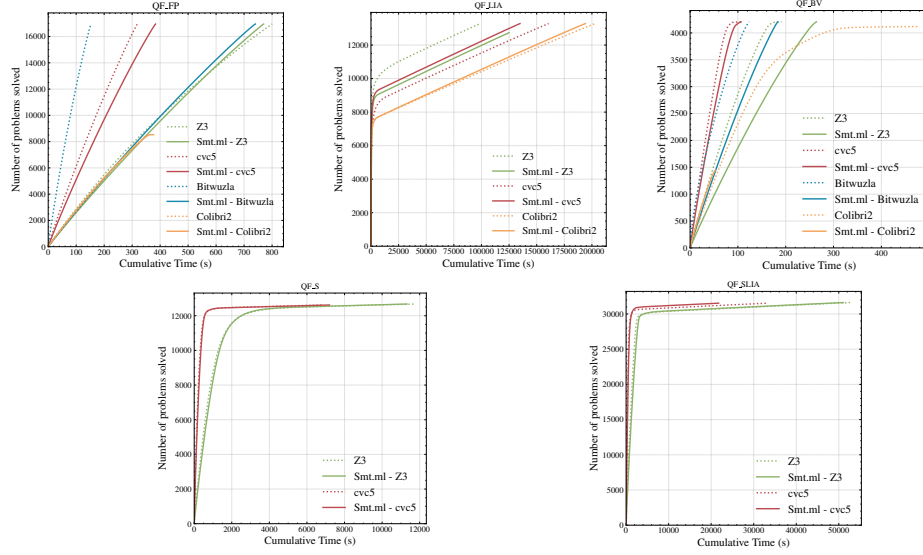 QF_FP
Number of problems solved
16000
14000
12000
10000
8000
6000
4000
2000
0
0 100 200 300 400 500 600 700 800
Cumulative Time (s)
Z3
Smt.ml - Z3
cvc5
Smt.ml - cvc5
Bitwuzla
Smt.ml - Bitwuzla
Colibri2
Smt.ml - Colibri2
QF_LIA
Number of problems solved
12000
10000
8000
6000
4000
2000
0
0 25000 50000 75000 100000 125000 150000 175000 200000
Cumulative Time (s)
Z3
Smt.ml - Z3
cvc5
Smt.ml - cvc5
Colibri2
Smt.ml - Colibri2
QF_BV
Number of problems solved
4000
3500
3000
2500
2000
1500
1000
500
0
0 100 200 300 400
Cumulative Time (s)
Z3
Smt.ml - Z3
cvc5
Smt.ml - cvc5
Bitwuzla
Smt.ml - Bitwuzla
Colibri2
Smt.ml - Colibri2
QF_S
Number of problems solved
12000
10000
8000
6000
4000
2000
0
0 2000 4000 6000 8000 10000 12000
Cumulative Time (s)
Z3
Smt.ml - Z3
cvc5
Smt.ml - cvc5
QF_SLIA
Number of problems solved
30000
25000
20000
15000
10000
5000
0
0 10000 20000 30000 40000 50000
Cumulative Time (s)
Z3
Smt.ml - Z3
cvc5
Smt.ml - cvc5